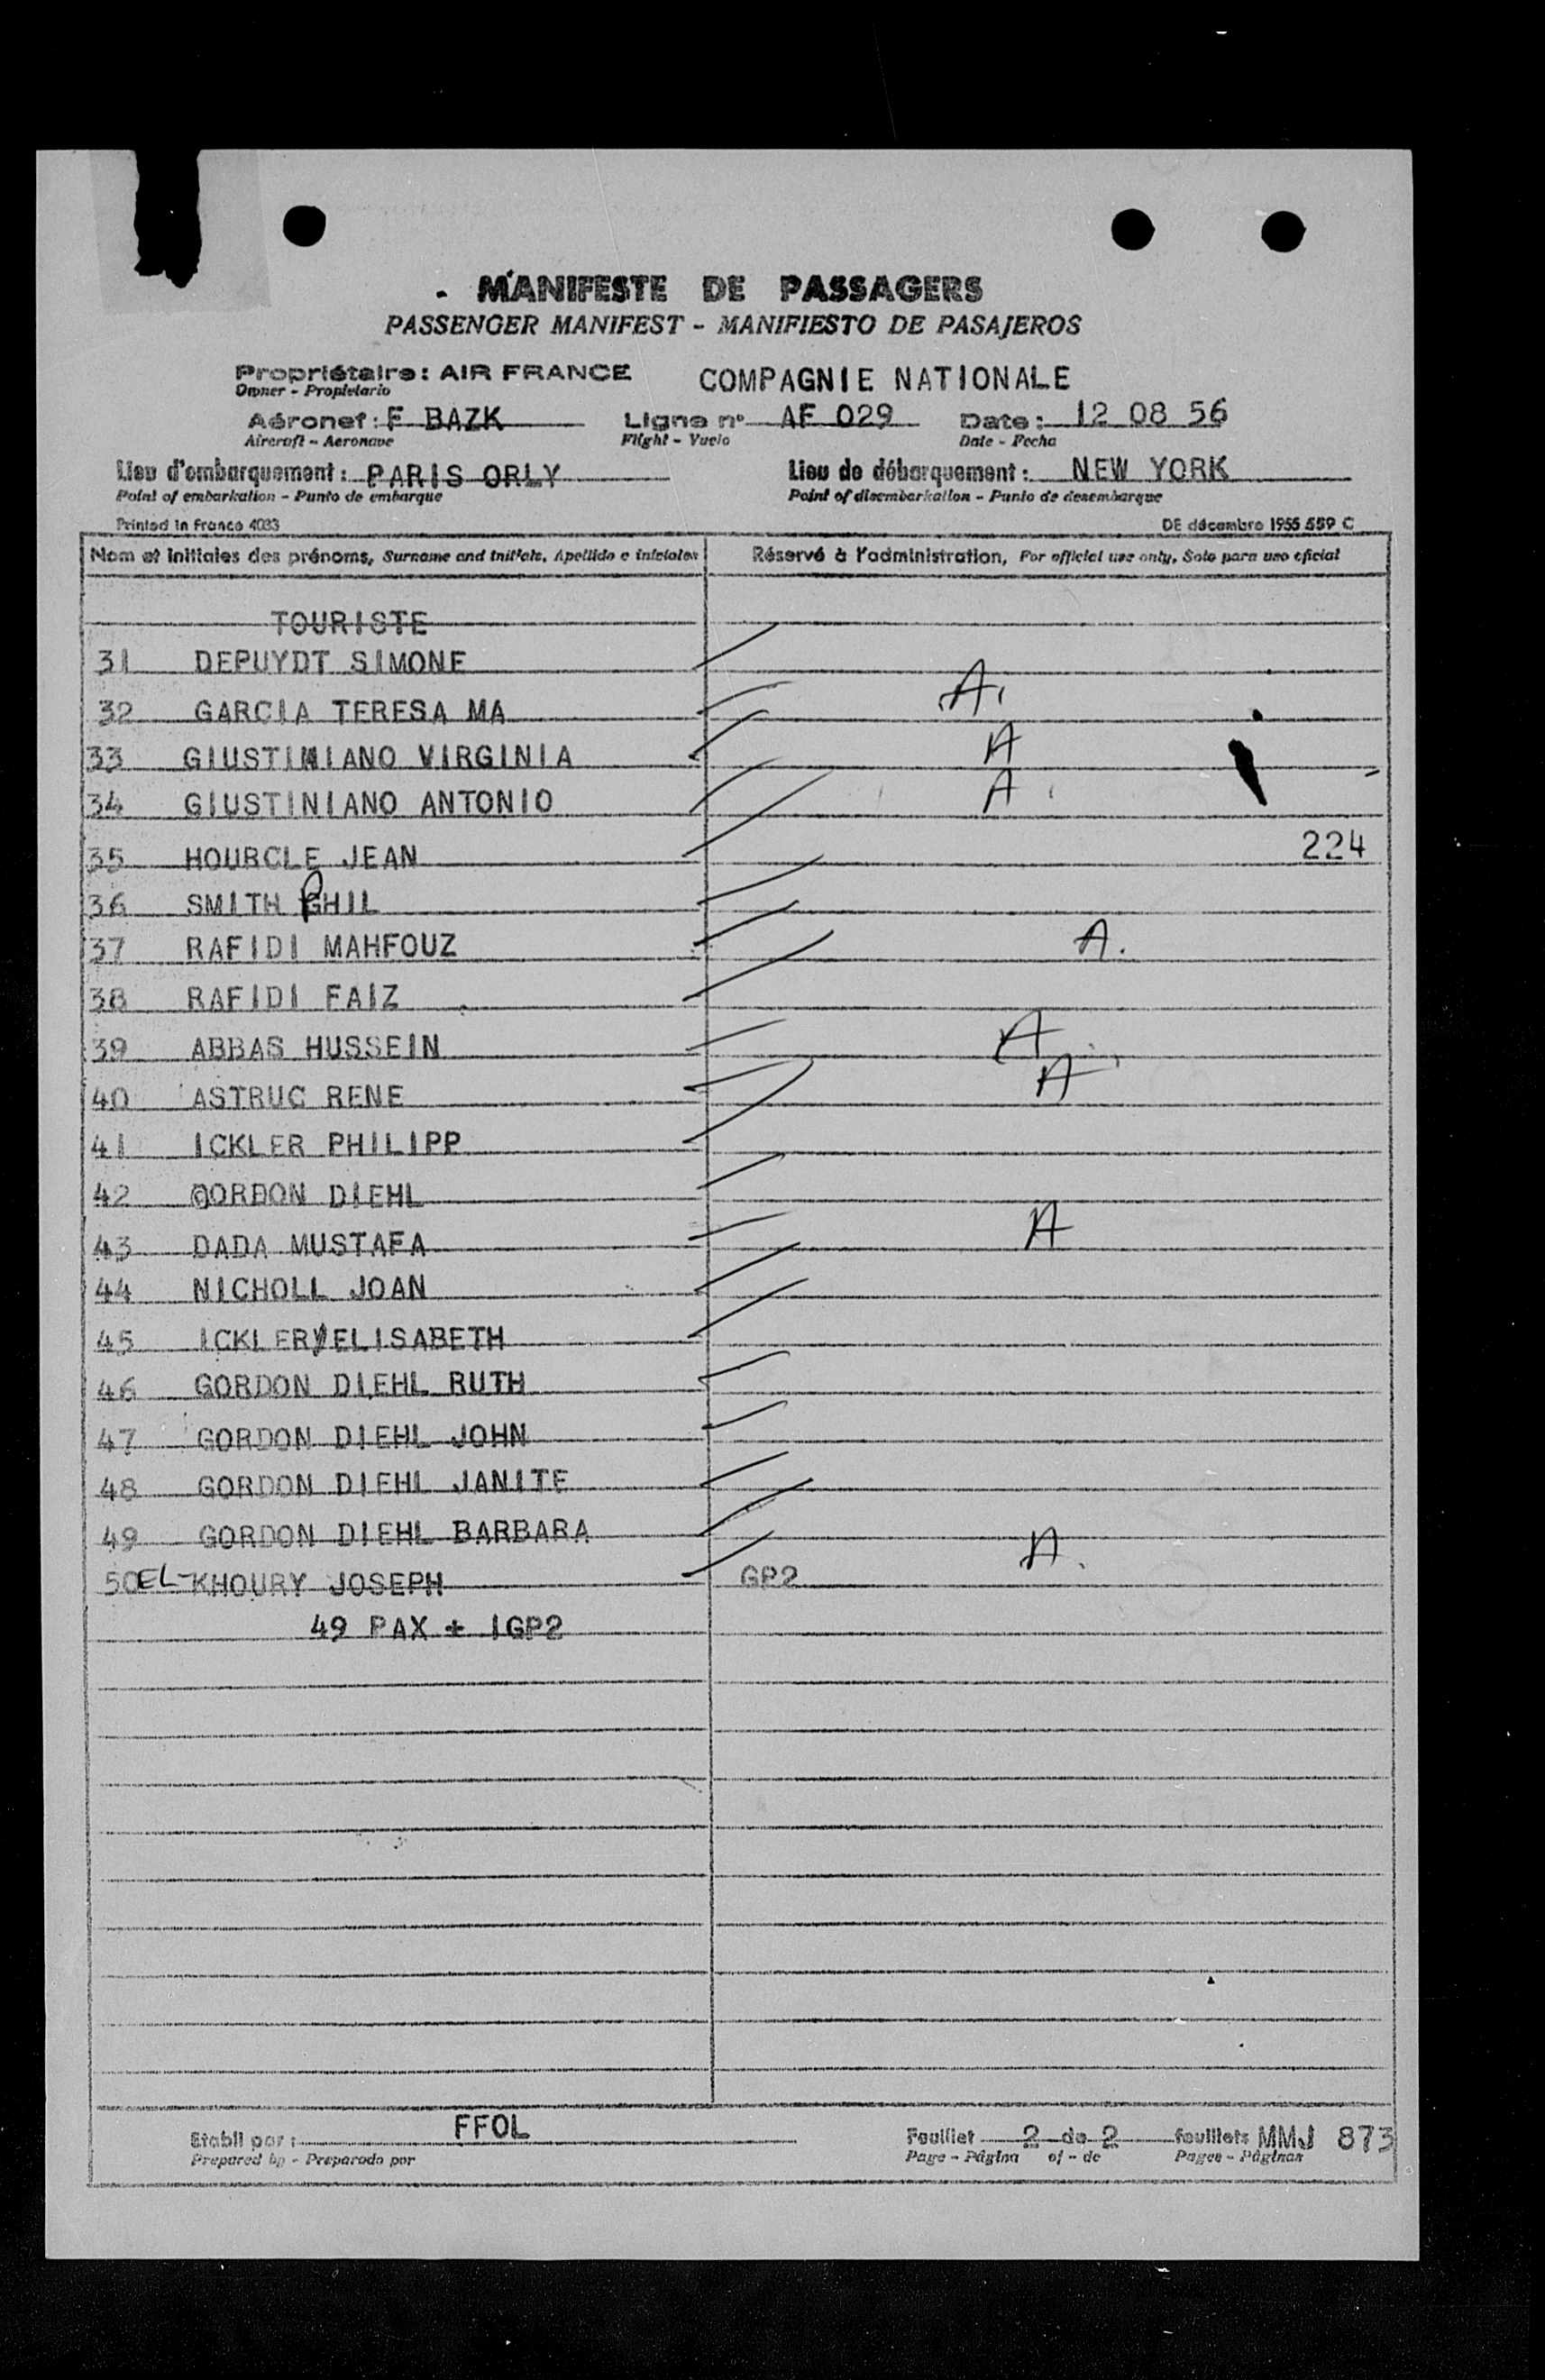 MANIFESTE DE PASSAGERS
PASSENGER MANIFEST - MANIFIESTO DE PASAJEROS
Propriétaire: AIR FRANCE COMPAGNIE NATIONALE
Owner - Propietario
Aéronef: F BAZK Ligne n° AF 029 Date: 12 08 56
Aircraft - Aeronave Flight - Vuelo Date - Fecha
Lieu d'embarquement: PARIS ORLY Lieu de débarquement: NEW YORK
Point of embarkation - Punto de embarque Point of disembarkation - Punto de desembarque
Printed in France 4033 DE décembre 1955 559 C
Nom et initiales des prénoms, Surname and initials, Apellido e iniciales Réservé à l'administration, For official use only, Solo para uso oficial
TOURISTE
31 DEPUYDT SIMONE
32 GARCIA TERESA MA A
33 GIUSTINIANO VIRGINIA A
34 GIUSTINIANO ANTONIO A
35 HOURCLE JEAN 224
36 SMITH PHIL
37 RAFIDI MAHFOUZ A.
38 RAFIDI FAIZ
39 ABBAS HUSSEIN A
40 ASTRUC RENE A
41 ICKLER PHILIPP
42 GORDON DIEHL
43 DADA MUSTAFA A
44 NICHOLL JOAN
45 ICKLER/ELISABETH
46 GORDON DIEHL RUTH
47 GORDON DIEHL JOHN
48 GORDON DIEHL JANITE
49 GORDON DIEHL BARBARA
50 EL-KHOURY JOSEPH GP2 A
49 PAX + 1GP2
Etabli par: FFOL Feuillet 2 de 2 feuillets MMJ 873
Prepared by - Preparado por Page - Página of - de Pages - Páginas